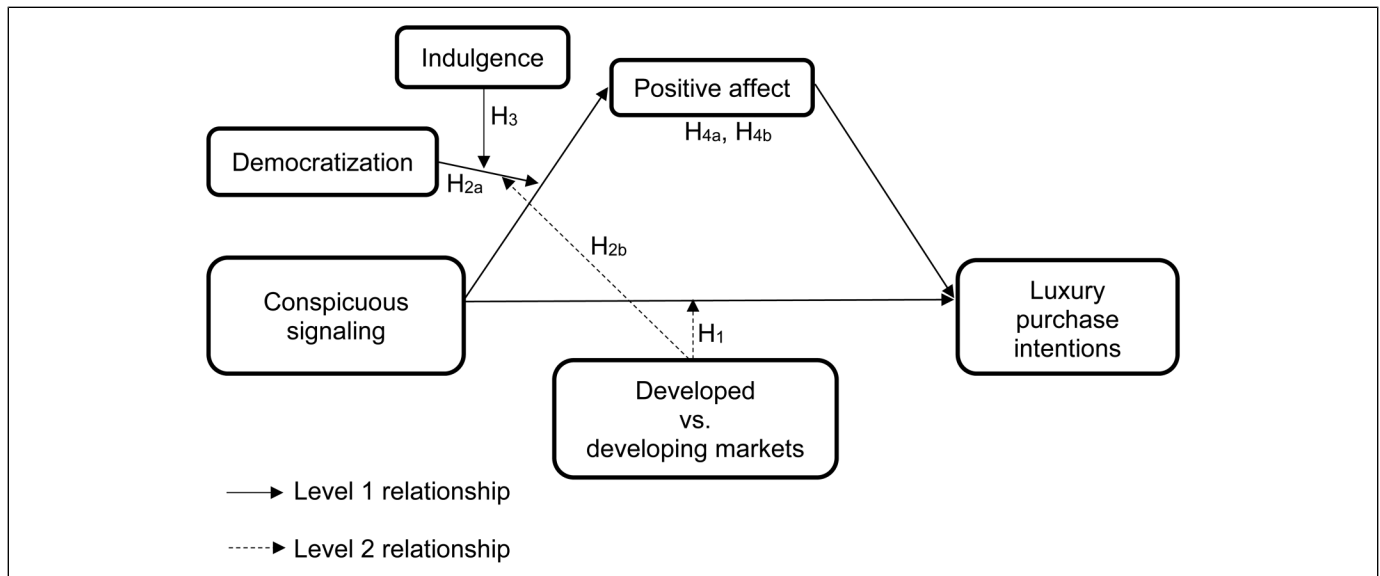 Indulgence
Positive affect
H3
H4a, H4b
Democratization
H2a
H2b
Conspicuous
signaling
Luxury
purchase
intentions
H1
Developed
vs.
developing markets
Level 1 relationship
Level 2 relationship